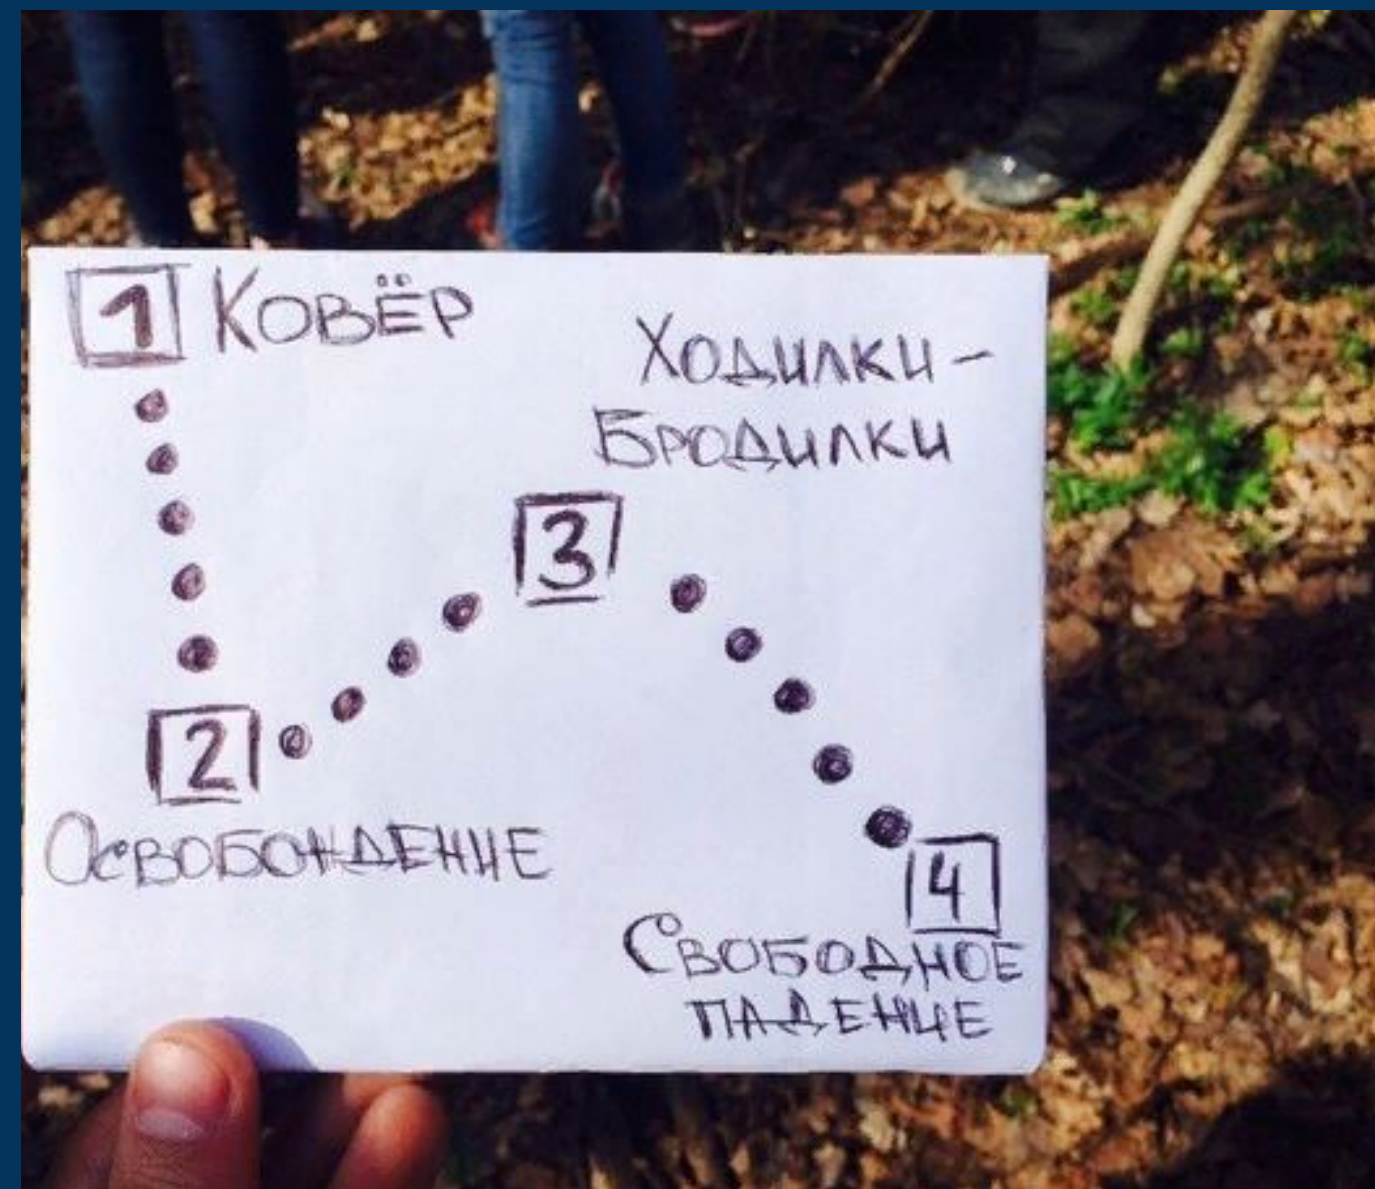 1 КОВЁР
ХОДИЛКИ-
БРОДИЛКИ
3
2
ОСВОБОЖДЕНИЕ
4
СВОБОДНОЕ
ПАДЕНИЕ